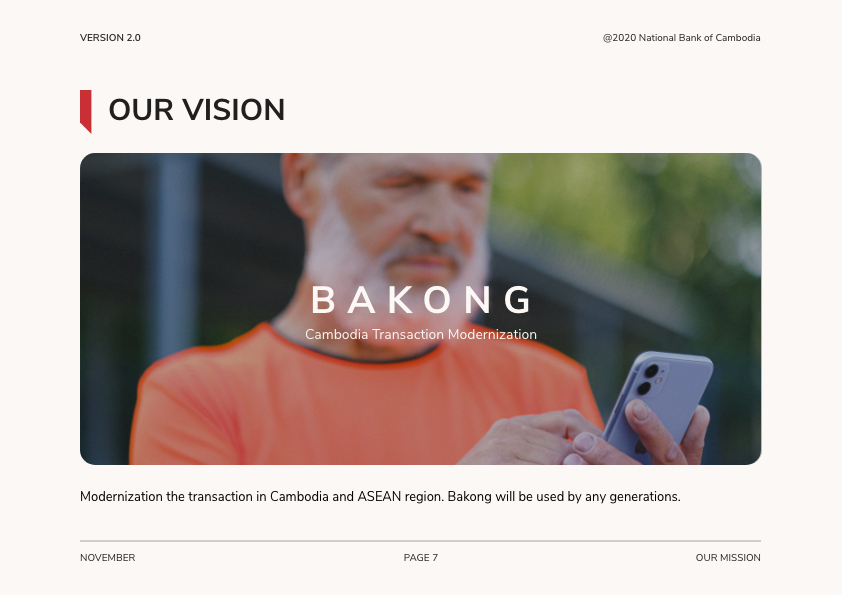 VERSION 2.0
@2020 National Bank of Cambodia
OUR VISION
BAKONG
Cambodia Transaction Modernization
Modernization the transaction in Cambodia and ASEAN region. Bakong will be used by any generations.
NOVEMBER
PAGE 7
OUR MISSION